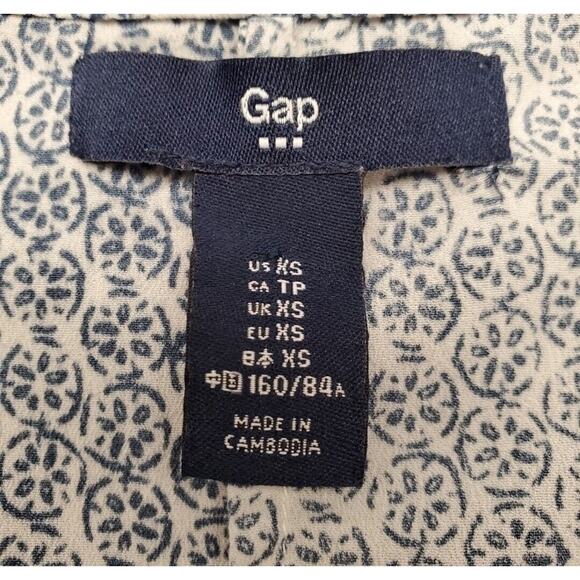 Gap
US XS
CA TP
UK XS
EU XS
日本 XS
中国 160/84A
MADE IN
CAMBODIA